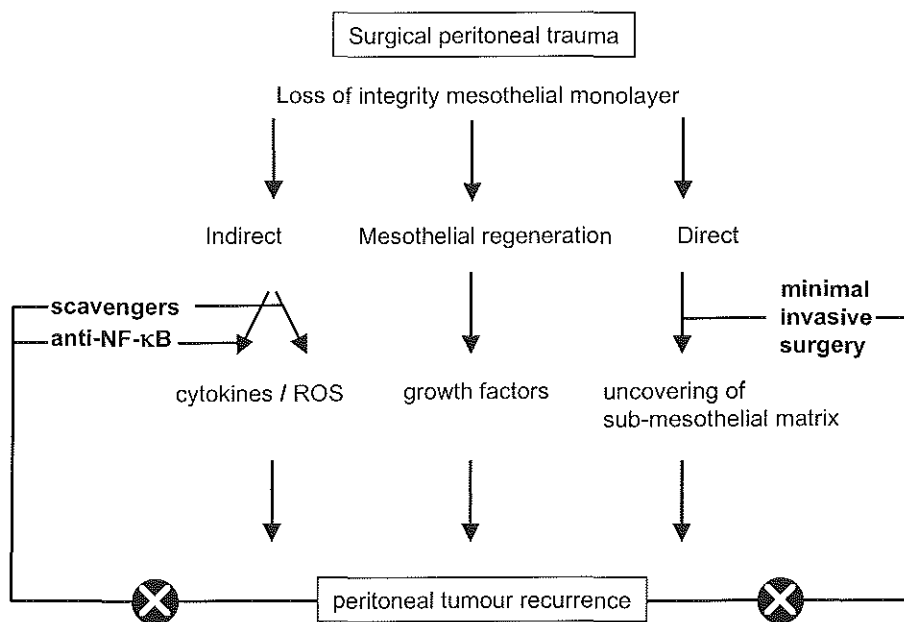 Surgical peritoneal trauma
Loss of integrity mesothelial monolayer
Indirect
Mesothelial regeneration
Direct
scavengers
anti-NF-κB
minimal
invasive
surgery
cytokines / ROS
growth factors
uncovering of
sub-mesothelial matrix
peritoneal tumour recurrence